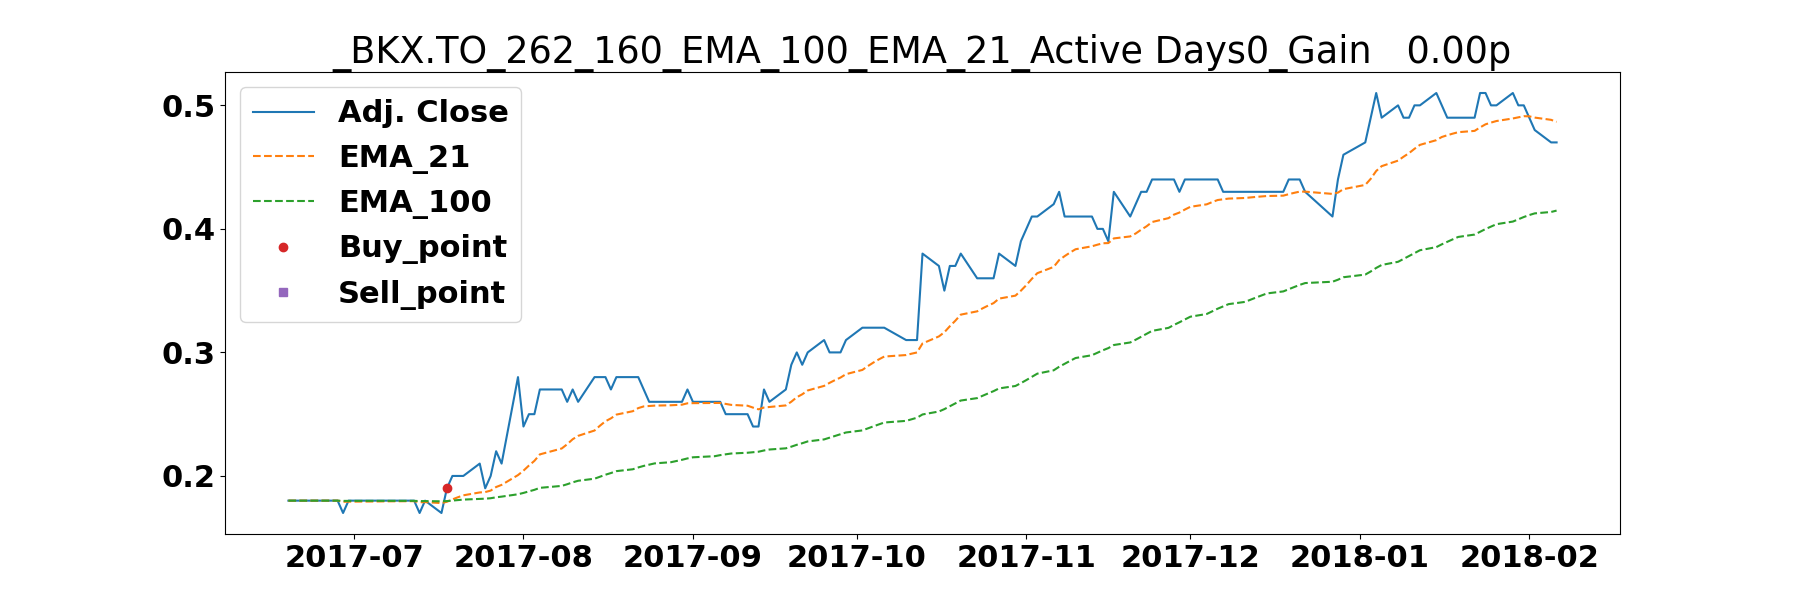 _BKX.TO_262_160_EMA_100_EMA_21_Active Days0_Gain   0.00p
Adj. Close
EMA_21
EMA_100
Buy_point
Sell_point
0.5
0.4
0.3
0.2
2017-07 2017-08 2017-09 2017-10 2017-11 2017-12 2018-01 2018-02